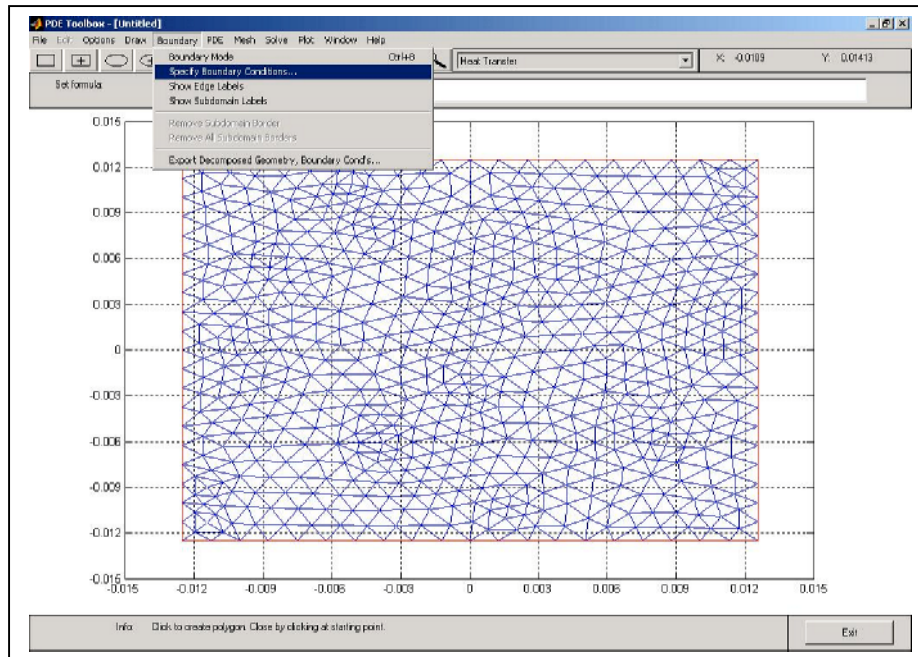 PDE Toolbox - [Untitled]
File Edit Options Draw Boundary PDE Mesh Solve Plot Window Help
Heat Transfer
X: -0.0109 Y: 0.01413
Set formula:
Boundary Mode Ctrl+B
Specify Boundary Conditions...
Show Edge Labels
Show Subdomain Labels
Remove Subdomain Border
Remove All Subdomain Borders
Export Decomposed Geometry, Boundary Cond's...
0.015
0.012
0.009
0.006
0.003
0
-0.003
-0.006
-0.009
-0.012
-0.015
-0.015 -0.012 -0.009 -0.006 -0.003 0 0.003 0.006 0.009 0.012 0.015
Info: Click to create polygon. Close by clicking at starting point.
Exit